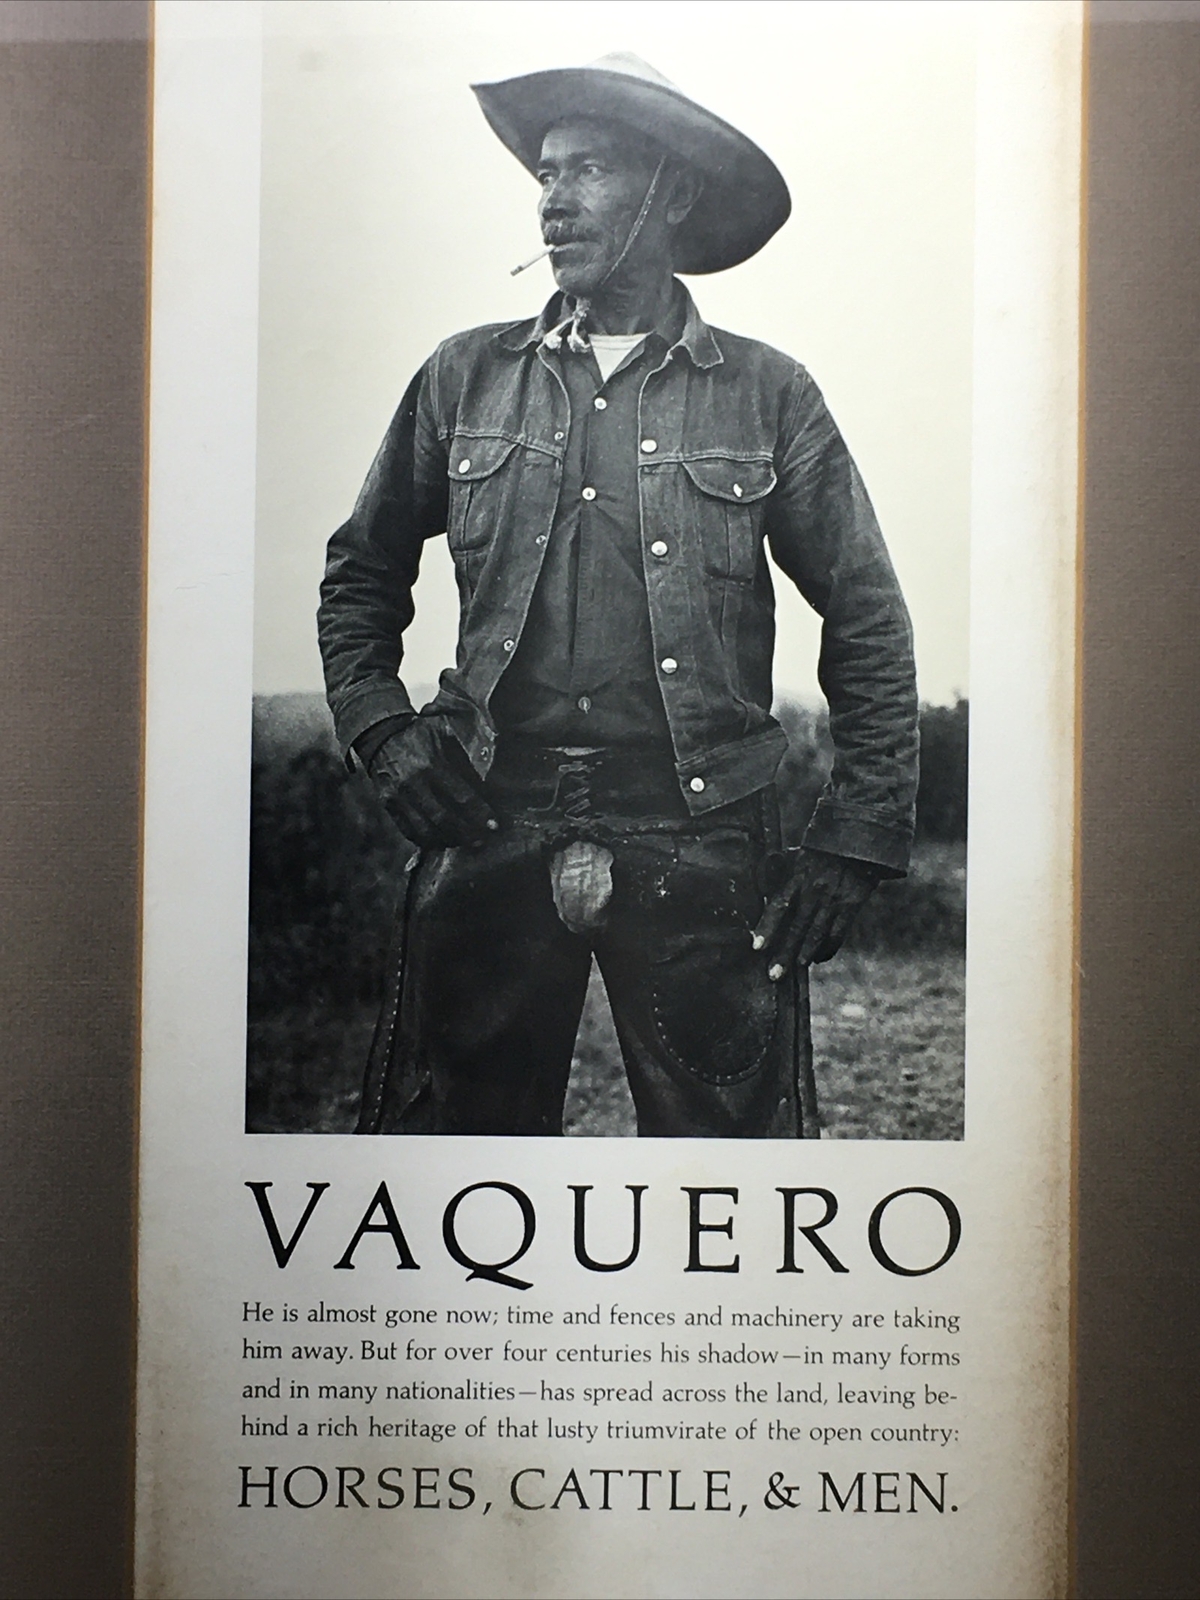 VAQUERO
He is almost gone now; time and fences and machinery are taking
him away. But for over four centuries his shadow—in many forms
and in many nationalities—has spread across the land, leaving be-
hind a rich heritage of that lusty triumvirate of the open country:
HORSES, CATTLE, & MEN.